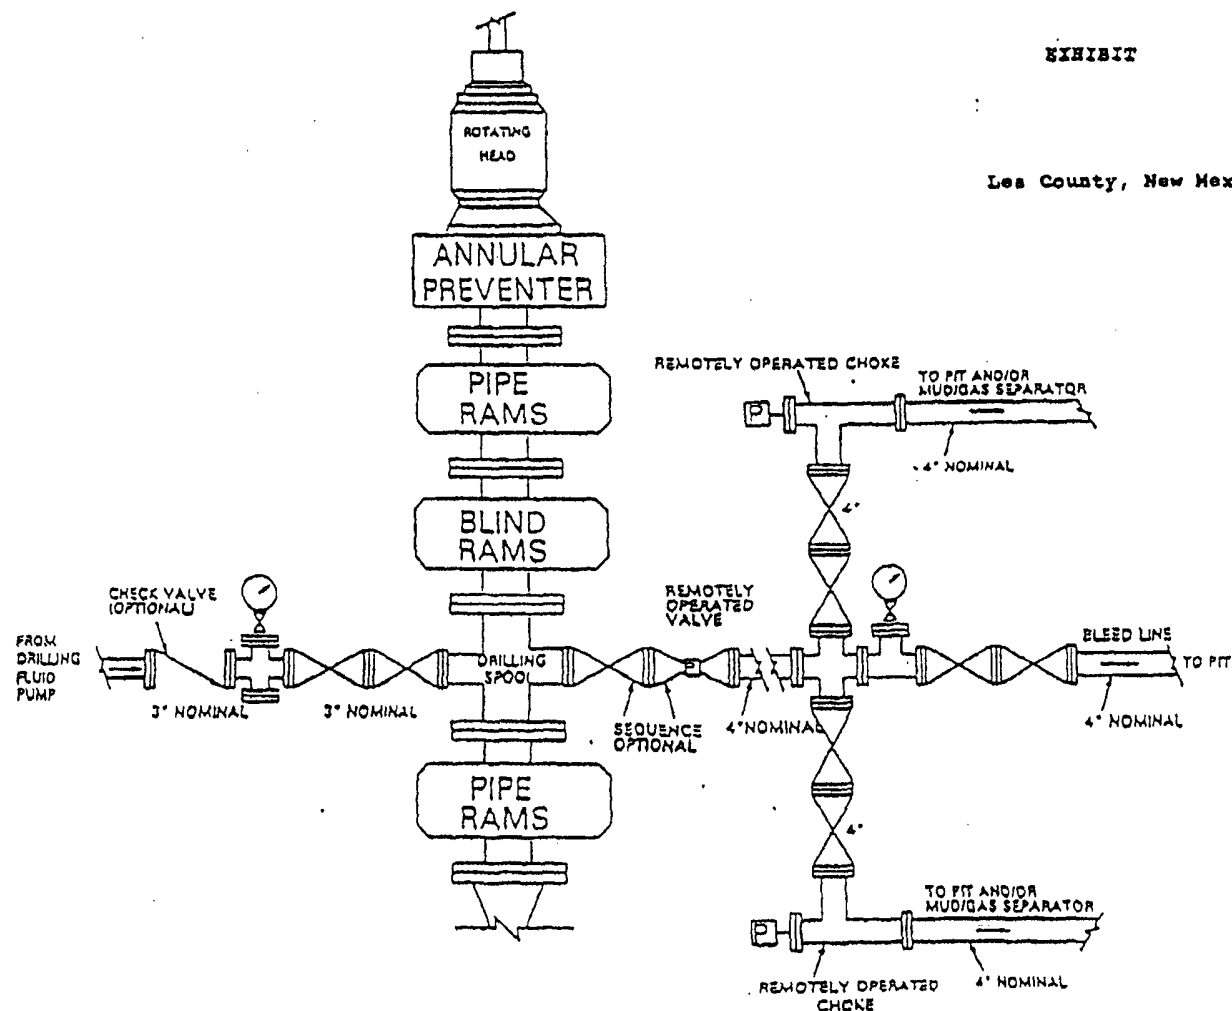 EXHIBIT
Lea County, New Mex
ROTATING
HEAD
ANNULAR
PREVENTER
PIPE
RAMS
BLIND
RAMS
REMOTELY OPERATED CHOKE
TO PIT AND/OR
MUD/GAS SEPARATOR
P
4" NOMINAL
4"
CHECK VALVE
(OPTIONAL)
REMOTELY
OPERATED
VALVE
FROM
DRILLING
FLUID
PUMP
DRILLING
SPOOL
BLEED LINE
TO PIT
3" NOMINAL
3" NOMINAL
SEQUENCE
OPTIONAL
4" NOMINAL
4" NOMINAL
PIPE
RAMS
4"
TO PIT AND/OR
MUD/GAS SEPARATOR
P
4" NOMINAL
REMOTELY OPERATED
CHOKE